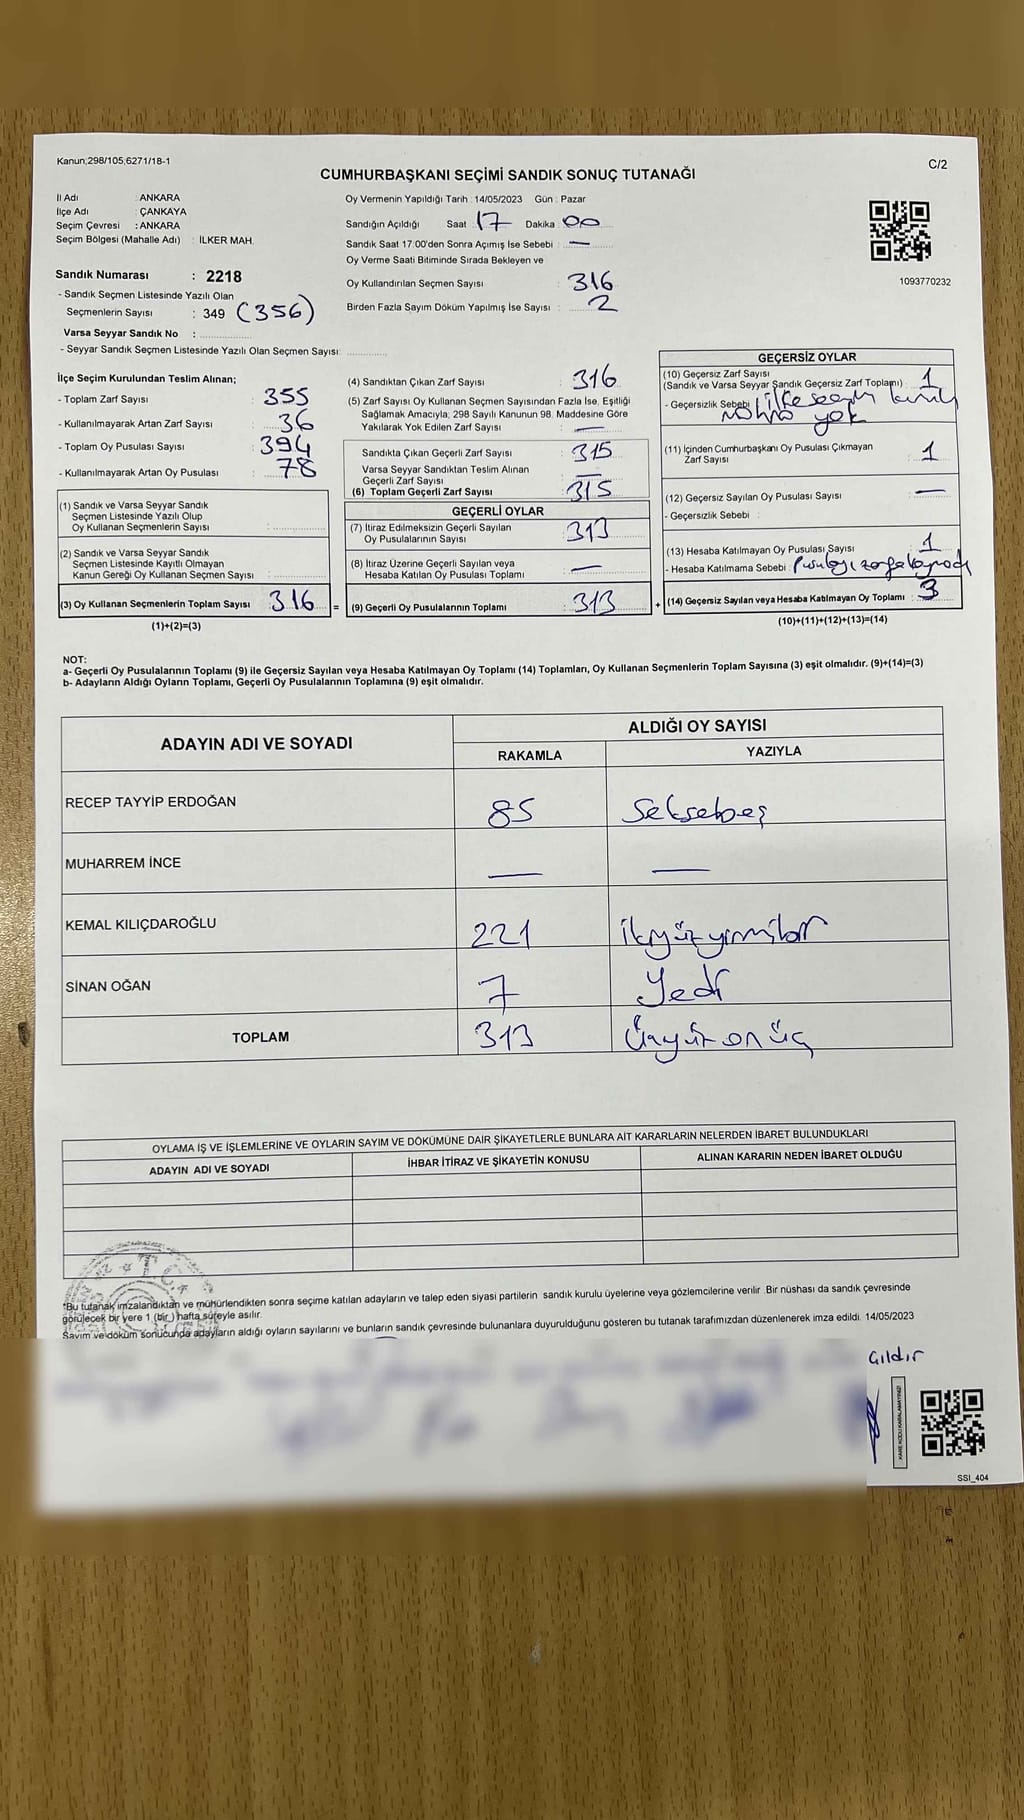 Kanun;298/105,6271/18-1
C/2
CUMHURBAŞKANI SEÇİMİ SANDIK SONUÇ TUTANAĞI
İl Adı : ANKARA
İlçe Adı : ÇANKAYA
Seçim Çevresi : ANKARA
Seçim Bölgesi (Mahalle Adı) : İLKER MAH.
Sandık Numarası : 2218
- Sandık Seçmen Listesinde Yazılı Olan
Seçmenlerin Sayısı : 349 (356)
Varsa Seyyar Sandık No :
- Seyyar Sandık Seçmen Listesinde Yazılı Olan Seçmen Sayısı:
Oy Vermenin Yapıldığı Tarih : 14/05/2023 Gün : Pazar
Sandığın Açıldığı Saat : 17 Dakika : 00
Sandık Saat 17:00'den Sonra Açımış İse Sebebi : —
Oy Verme Saati Bitiminde Sırada Bekleyen ve
Oy Kullandırılan Seçmen Sayısı : 316
Birden Fazla Sayım Döküm Yapılmış İse Sayısı : 2
1093770232
İlçe Seçim Kurulundan Teslim Alınan;
- Toplam Zarf Sayısı : 355
- Kullanılmayarak Artan Zarf Sayısı : 36
- Toplam Oy Pusulası Sayısı : 394
- Kullanılmayarak Artan Oy Pusulası : 78
(1) Sandık ve Varsa Seyyar Sandık
Seçmen Listesinde Yazılı Olup
Oy Kullanan Seçmenlerin Sayısı :
(2) Sandık ve Varsa Seyyar Sandık
Seçmen Listesinde Kayıtlı Olmayan
Kanun Gereği Oy Kullanan Seçmen Sayısı :
(3) Oy Kullanan Seçmenlerin Toplam Sayısı : 316 =
(1)+(2)=(3)
(4) Sandıktan Çıkan Zarf Sayısı : 316
(5) Zarf Sayısı Oy Kullanan Seçmen Sayısından Fazla İse, Eşitliği
Sağlamak Amacıyla; 298 Sayılı Kanunun 98. Maddesine Göre
Yakılarak Yok Edilen Zarf Sayısı : —
Sandıkta Çıkan Geçerli Zarf Sayısı : 315
Varsa Seyyar Sandıktan Teslim Alınan
Geçerli Zarf Sayısı : —
(6) Toplam Geçerli Zarf Sayısı : 315
GEÇERLİ OYLAR
(7) İtiraz Edilmeksizin Geçerli Sayılan
Oy Pusulalarının Sayısı : 313
(8) İtiraz Üzerine Geçerli Sayılan veya
Hesaba Katılan Oy Pusulası Toplamı : —
(9) Geçerli Oy Pusulalarının Toplamı : 313 +
GEÇERSİZ OYLAR
(10) Geçersiz Zarf Sayısı
(Sandık ve Varsa Seyyar Sandık Geçersiz Zarf Toplamı) : 1
- Geçersizlik Sebebi : ilçe seçim kurulu
mührü yok
(11) İçinden Cumhurbaşkanı Oy Pusulası Çıkmayan
Zarf Sayısı : 1
(12) Geçersiz Sayılan Oy Pusulası Sayısı : —
- Geçersizlik Sebebi :
(13) Hesaba Katılmayan Oy Pusulası Sayısı : 1
- Hesaba Katılmama Sebebi : Pusulayı zarfa koymadı
(14) Geçersiz Sayılan veya Hesaba Katılmayan Oy Toplamı : 3
(10)+(11)+(12)+(13)=(14)
NOT:
a- Geçerli Oy Pusulalarının Toplamı (9) ile Geçersiz Sayılan veya Hesaba Katılmayan Oy Toplamı (14) Toplamları, Oy Kullanan Seçmenlerin Toplam Sayısına (3) eşit olmalıdır. (9)+(14)=(3)
b- Adayların Aldığı Oyların Toplamı, Geçerli Oy Pusulalarının Toplamına (9) eşit olmalıdır.
ADAYIN ADI VE SOYADI
ALDIĞI OY SAYISI
RAKAMLA YAZIYLA
RECEP TAYYİP ERDOĞAN 85 Seksebeş
MUHARREM İNCE — —
KEMAL KILIÇDAROĞLU 221 ikiyüzyirmibir
SİNAN OĞAN 7 Yedi
TOPLAM 313 Üçyüzonüç
OYLAMA İŞ VE İŞLEMLERİNE VE OYLARIN SAYIM VE DÖKÜMÜNE DAİR ŞİKAYETLERLE BUNLARA AİT KARARLARIN NELERDEN İBARET BULUNDUKLARI
ADAYIN ADI VE SOYADI İHBAR İTİRAZ VE ŞİKAYETİN KONUSU ALINAN KARARIN NEDEN İBARET OLDUĞU
T.C.
*Bu tutanak imzalandıktan ve mühürlendikten sonra seçime katılan adayların ve talep eden siyasi partilerin sandık kurulu üyelerine veya gözlemcilerine verilir. Bir nüshası da sandık çevresinde
görülecek bir yere 1 (bir ) hafta süreyle asılır.
Sayım ve döküm sonucunda adayların aldığı oyların sayılarını ve bunların sandık çevresinde bulunanlara duyurulduğunu gösteren bu tutanak tarafımızdan düzenlenerek imza edildi. 14/05/2023
Gıldır
KARE KODU KARALAMAYINIZ!
SSI_404